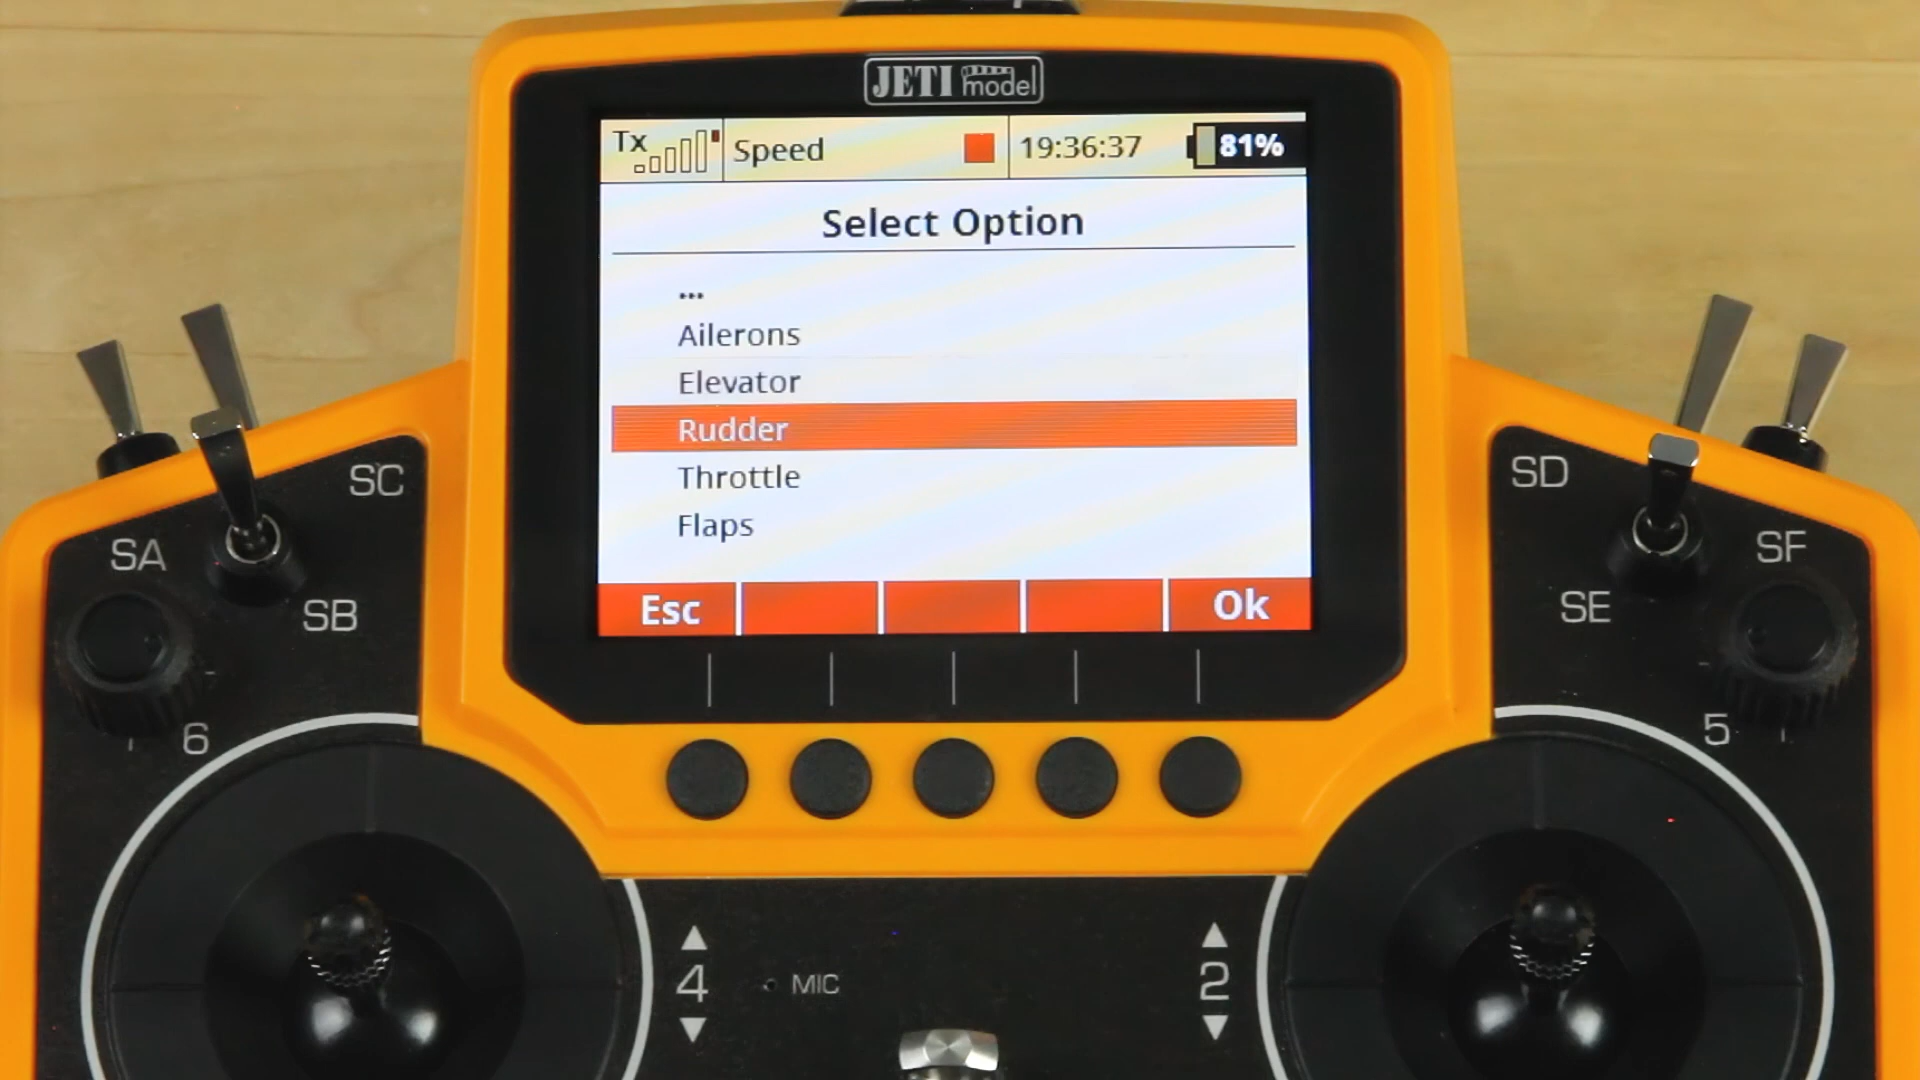 JETI model
Tx Speed 19:36:37 81%
Select Option
...
Ailerons
Elevator
Rudder
Throttle
Flaps
Esc Ok
SC
SA
SB
6
SD
SF
SE
5
4
MIC
2